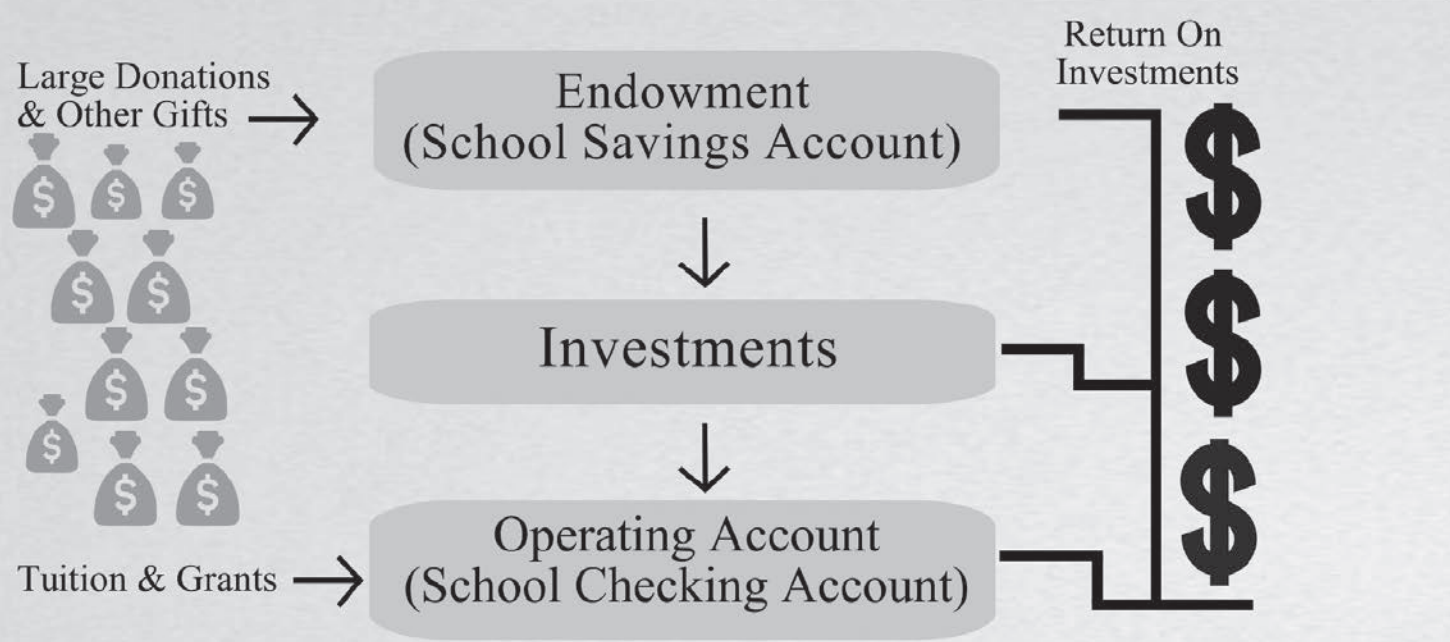 Return On
Investments
Large Donations
& Other Gifts
Endowment
(School Savings Account)
$ $ $
$ $
Investments
$ $
$
$ $
Operating Account
(School Checking Account)
Tuition & Grants
$
$
$